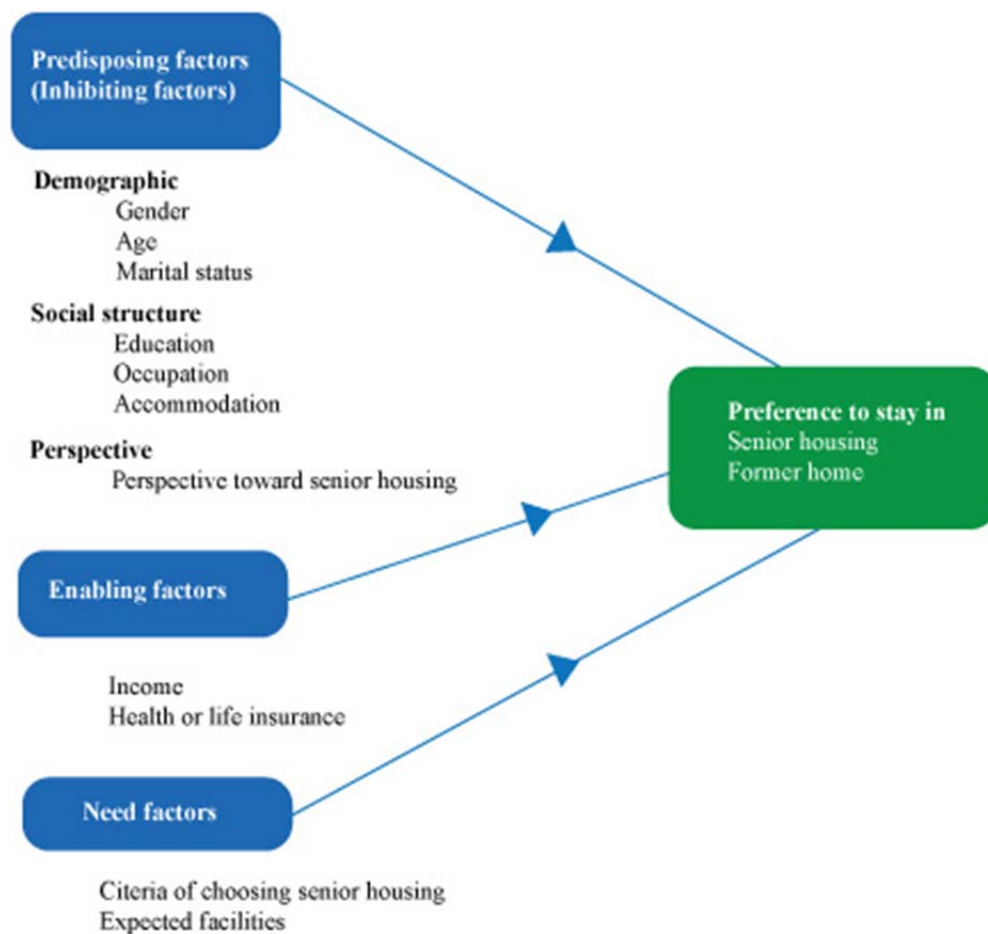 Predisposing factors
(Inhibiting factors)
Demographic
Gender
Age
Marital status
Social structure
Education
Occupation
Accommodation
Perspective
Perspective toward senior housing
Enabling factors
Income
Health or life insurance
Need factors
Citeria of choosing senior housing
Expected facilities
Preference to stay in
Senior housing
Former home